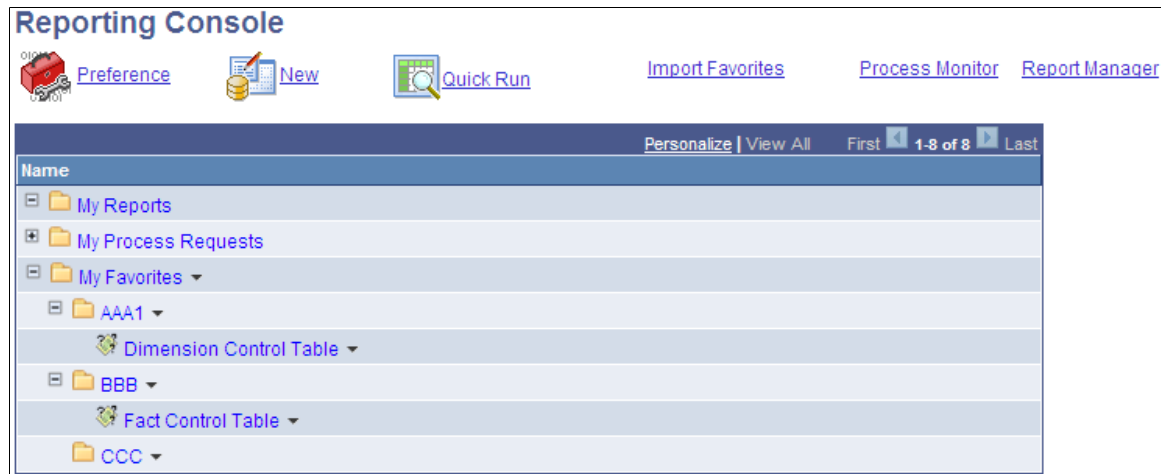 Reporting Console
Preference New Quick Run Import Favorites Process Monitor Report Manager
Personalize | View All First 1-8 of 8 Last
Name
My Reports
My Process Requests
My Favorites
AAA1
Dimension Control Table
BBB
Fact Control Table
CCC